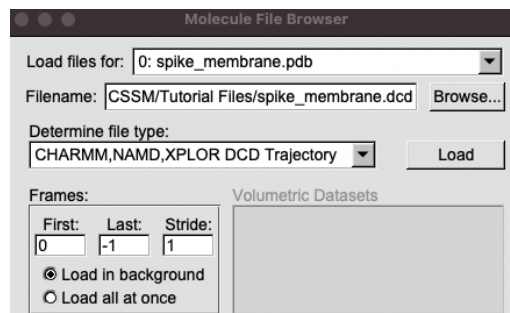 Molecule File Browser
Load files for: 0: spike_membrane.pdb
Filename: CSSM/Tutorial Files/spike_membrane.dcd Browse...
Determine file type:
CHARMM,NAMD,XPLOR DCD Trajectory Load
Frames: Volumetric Datasets
First: Last: Stride:
0 -1 1
Load in background
Load all at once